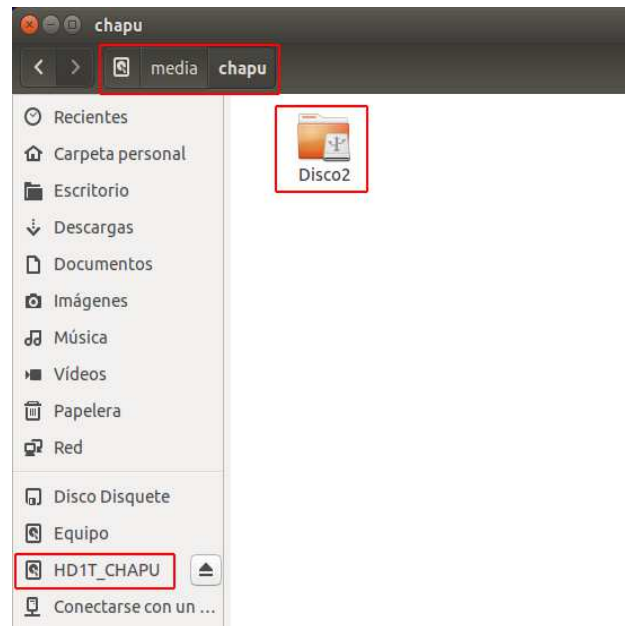 chapu
media chapu
Recientes
Carpeta personal
Escritorio
Descargas
Documentos
Imágenes
Música
Vídeos
Papelera
Red
Disco Disquete
Equipo
HD1T_CHAPU
Conectarse con un ...
Disco2